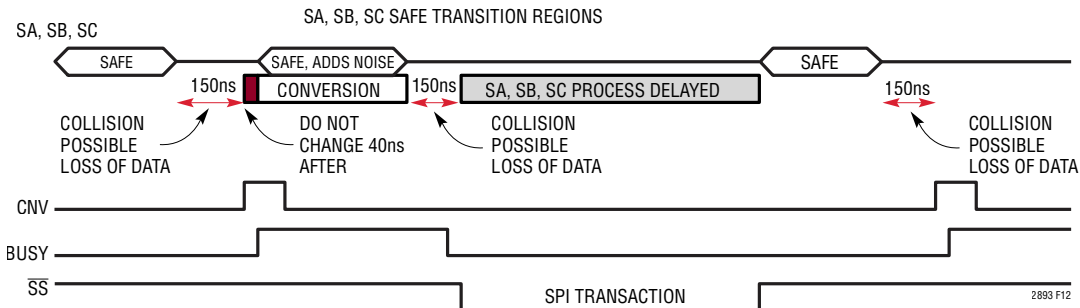 SA, SB, SC SAFE TRANSITION REGIONS
SA, SB, SC
SAFE
SAFE, ADDS NOISE
SAFE
150ns
CONVERSION
150ns
SA, SB, SC PROCESS DELAYED
150ns
COLLISION
POSSIBLE
LOSS OF DATA
DO NOT
CHANGE 40ns
AFTER
COLLISION
POSSIBLE
LOSS OF DATA
COLLISION
POSSIBLE
LOSS OF DATA
CNV
BUSY
SS
SPI TRANSACTION
2893 F12